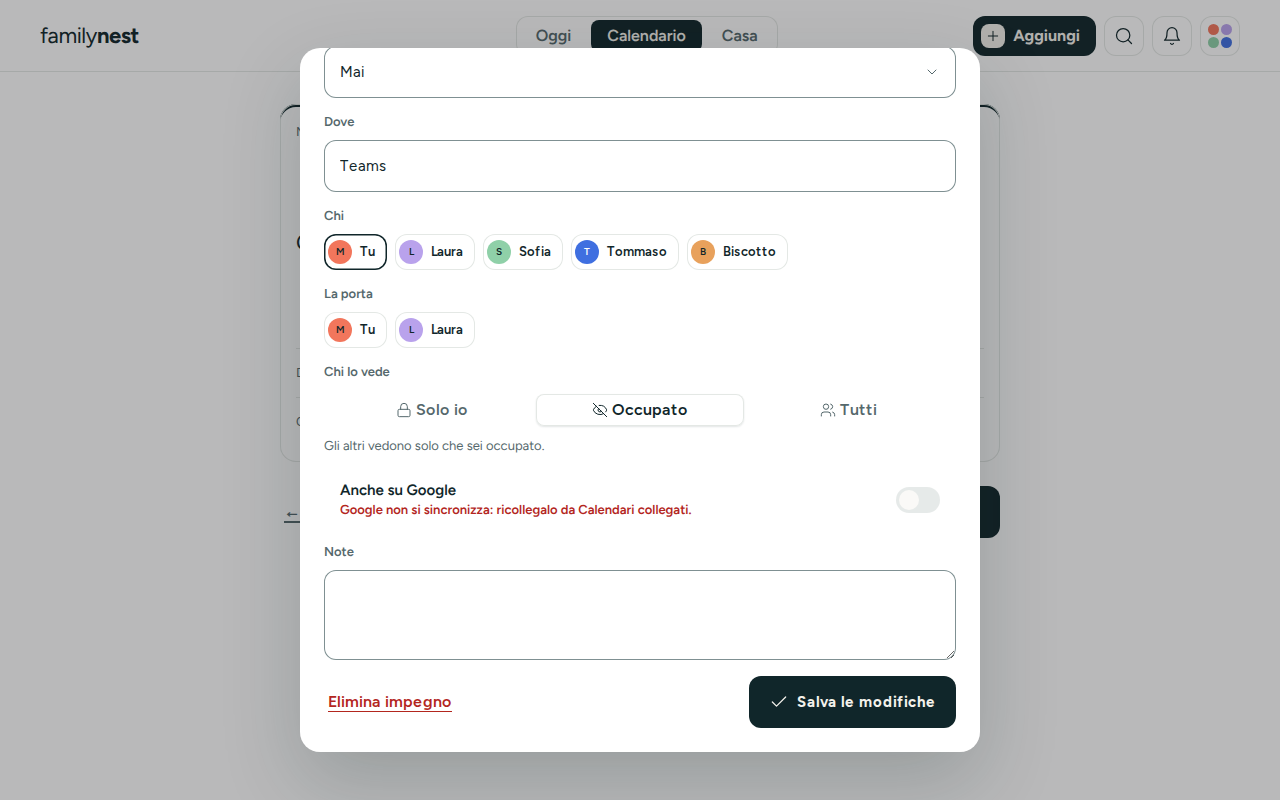 familynest
Oggi
Calendario
Casa
Aggiungi
Mai
Dove
Teams
Chi
M Tu
L Laura
S Sofia
T Tommaso
B Biscotto
La porta
M Tu
L Laura
Chi lo vede
Solo io
Occupato
Tutti
Gli altri vedono solo che sei occupato.
Anche su Google
Google non si sincronizza: ricollegalo da Calendari collegati.
Note
Elimina impegno
Salva le modifiche